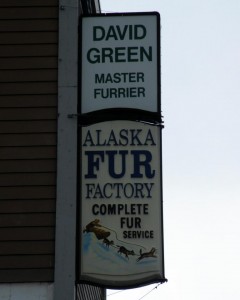 DAVID
GREEN
MASTER
FURRIER
ALASKA
FUR
FACTORY
COMPLETE
FUR
SERVICE